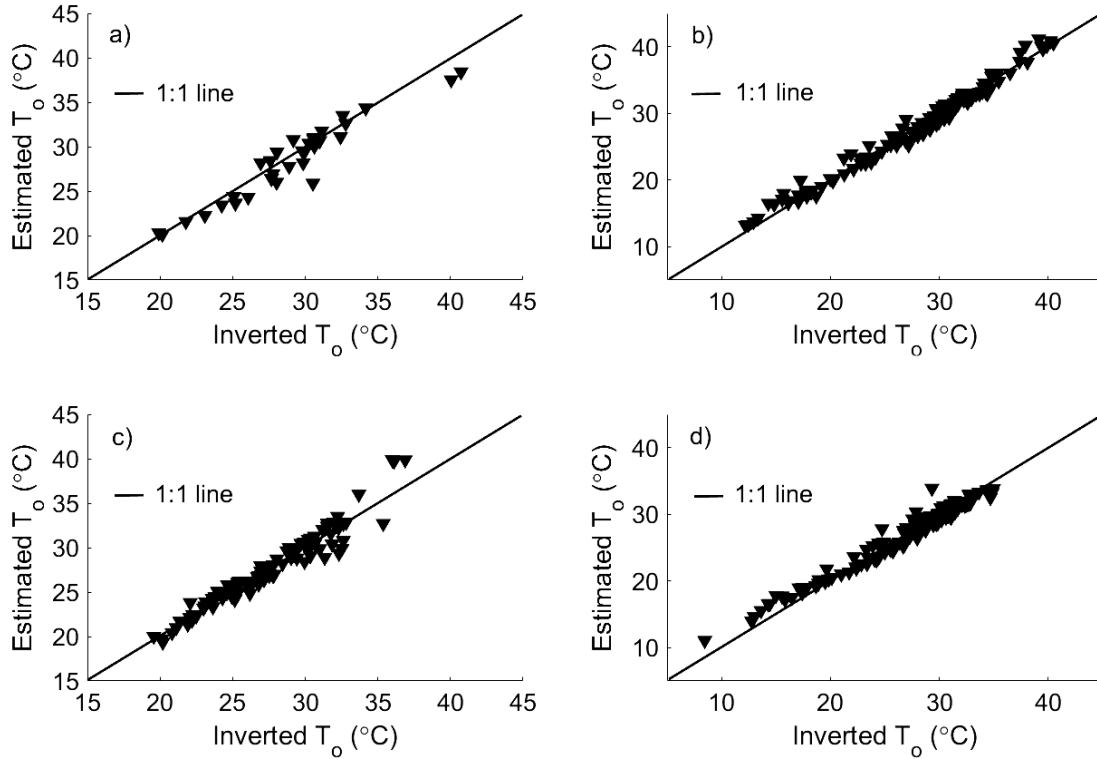 a)
1:1 line
45
40
35
30
25
20
15
Estimated T_o (°C)
15 20 25 30 35 40 45
Inverted T_o (°C)
b)
1:1 line
40
30
20
10
Estimated T_o (°C)
10 20 30 40
Inverted T_o (°C)
c)
1:1 line
45
40
35
30
25
20
15
Estimated T_o (°C)
15 20 25 30 35 40 45
Inverted T_o (°C)
d)
1:1 line
40
30
20
10
Estimated T_o (°C)
10 20 30 40
Inverted T_o (°C)